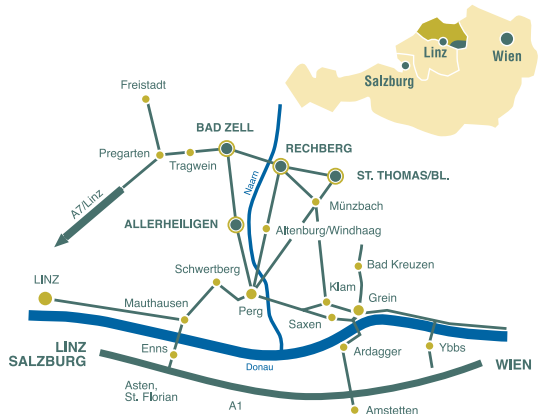 Linz
Wien
Salzburg
Freistadt
BAD ZELL
Pregarten
Tragwein
RECHBERG
Naarn
ST. THOMAS/BL.
A7/Linz
Münzbach
ALLERHEILIGEN
Altenburg/Windhaag
Schwertberg
Bad Kreuzen
LINZ
Klam
Mauthausen
Perg
Grein
Saxen
LINZ
SALZBURG
Enns
Donau
Ardagger
Ybbs
WIEN
Asten,
St. Florian
A1
Amstetten